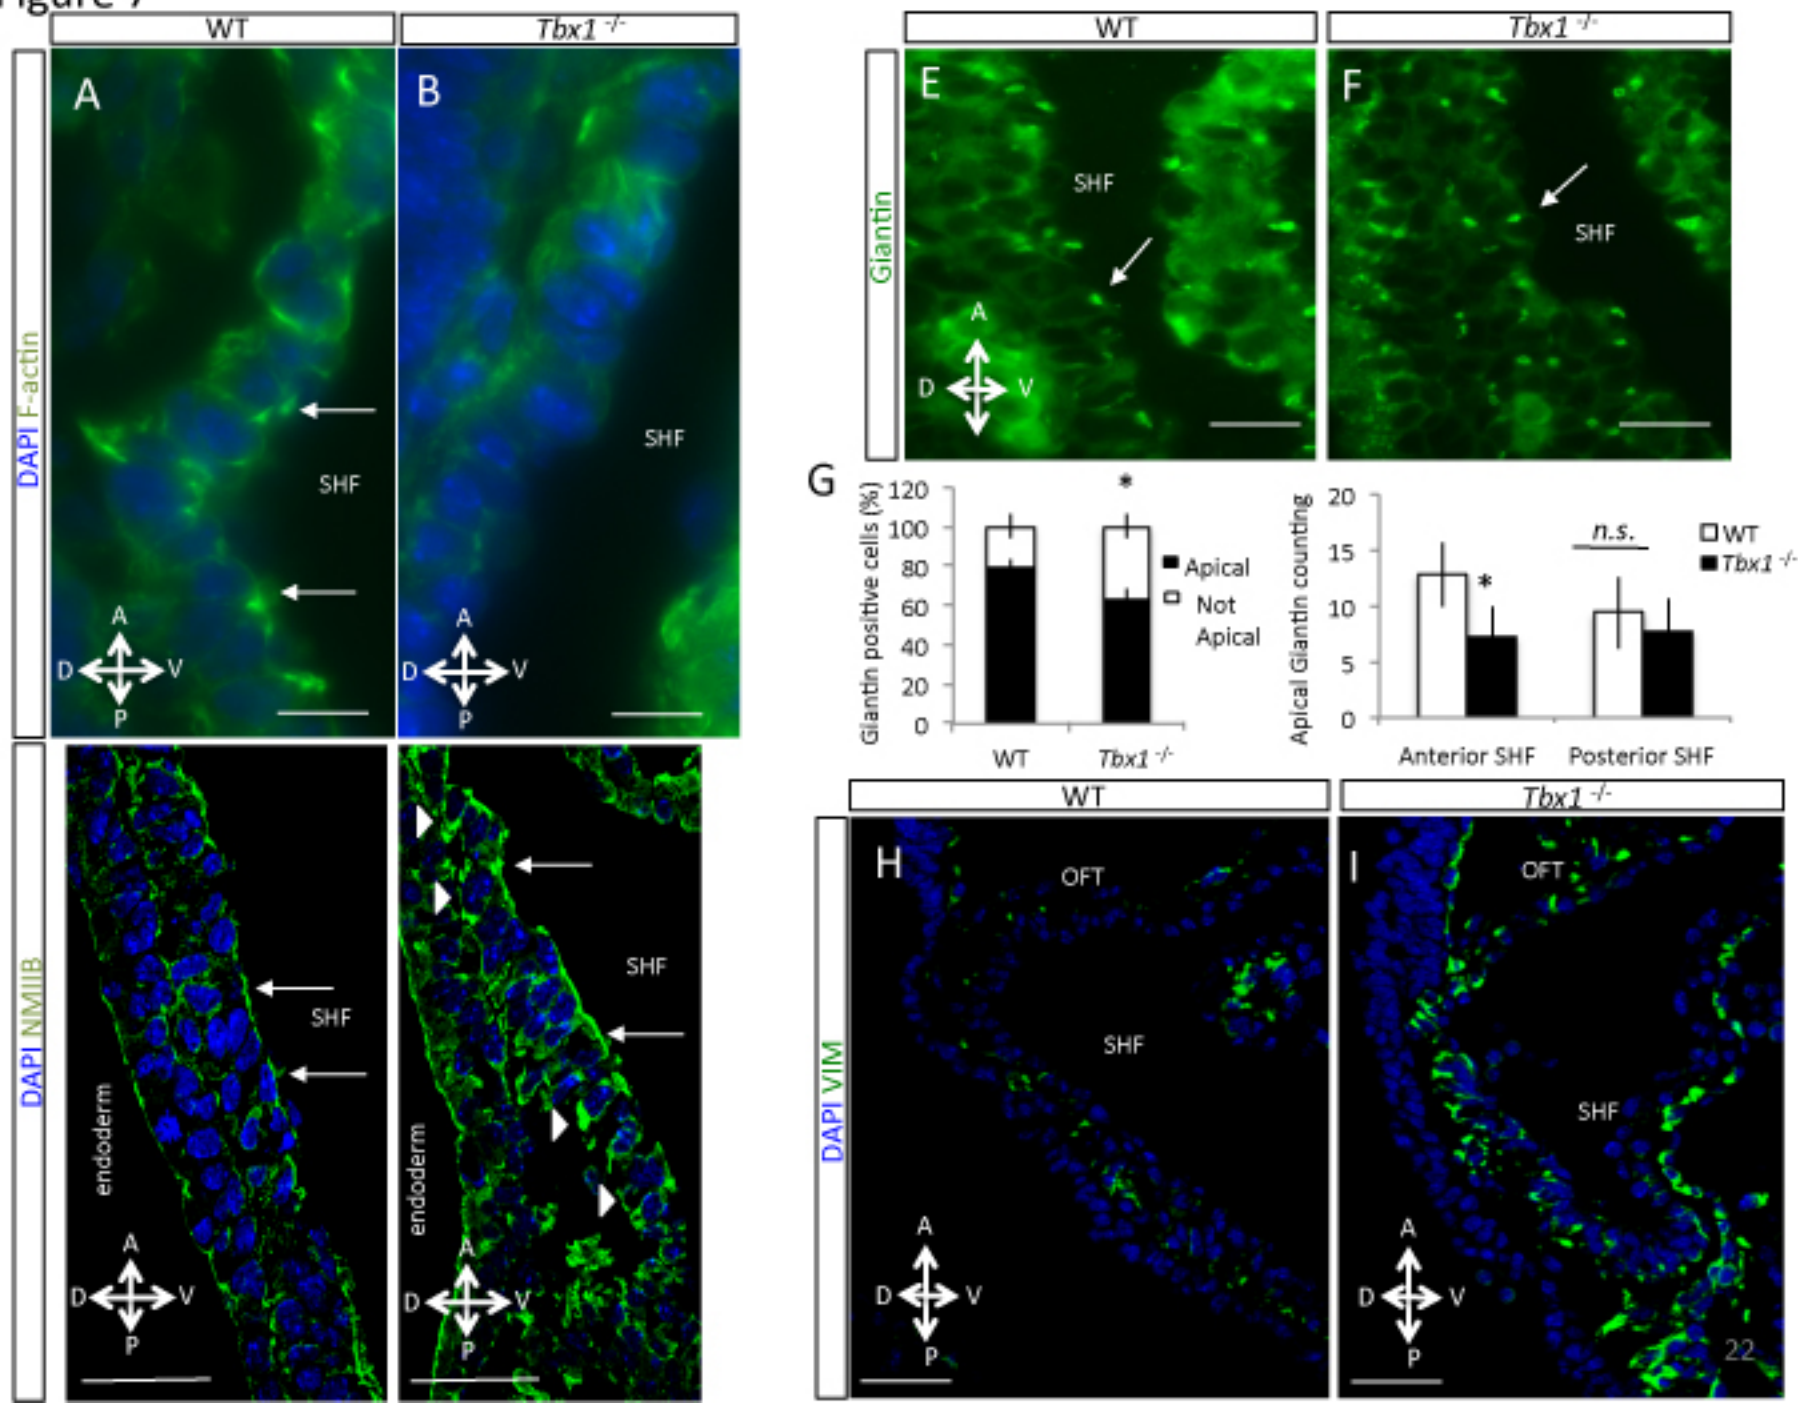 Figure 7
WT
Tbx1 -/-
DAPI F-actin
A
SHF
A
D V
P
B
SHF
A
D V
P
DAPI NMIIB
SHF
endoderm
A
D V
P
SHF
endoderm
A
D V
P
WT
Tbx1 -/-
Giantin
E
SHF
A
D V
F
SHF
G
Giantin positive cells (%)
120
100
80
60
40
20
0
*
WT
Tbx1 -/-
Apical
Not
Apical
Apical Giantin counting
20
15
10
5
0
*
n.s.
Anterior SHF
Posterior SHF
WT
Tbx1 -/-
WT
Tbx1 -/-
DAPI VIM
H
OFT
SHF
A
D V
P
I
OFT
SHF
A
D V
P
22